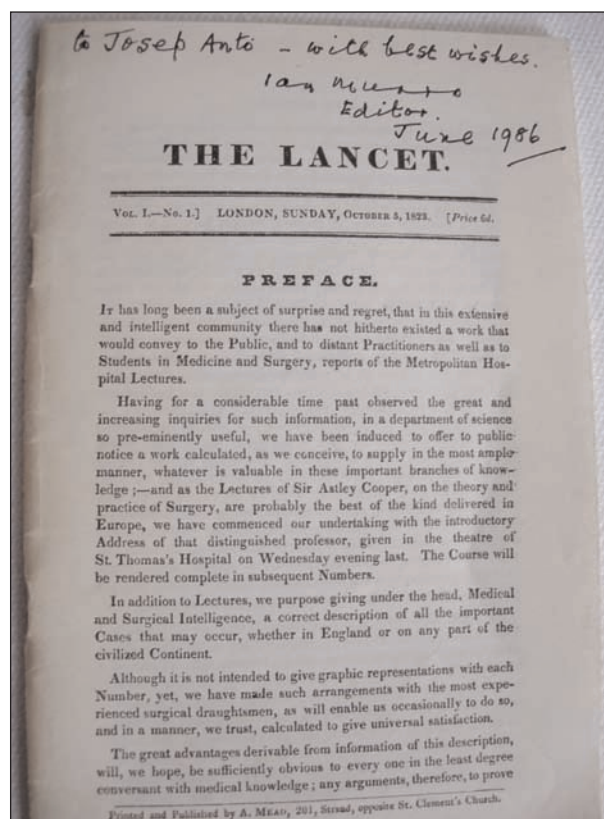 to Josep Antó – with best wishes.
Ian Munro
Editor.
June 1986
THE LANCET.
Vol. I.—No. 1.] LONDON, SUNDAY, October 5, 1823. [Price 6d.
PREFACE.
It has long been a subject of surprise and regret, that in this extensive
and intelligent community there has not hitherto existed a work that
would convey to the Public, and to distant Practitioners as well as to
Students in Medicine and Surgery, reports of the Metropolitan Hos-
pital Lectures.
Having for a considerable time past observed the great and
increasing inquiries for such information, in a department of science
so pre-eminently useful, we have been induced to offer to public
notice a work calculated, as we conceive, to supply in the most ample
manner, whatever is valuable in these important branches of know-
ledge ;—and as the Lectures of Sir Astley Cooper, on the theory and
practice of Surgery, are probably the best of the kind delivered in
Europe, we have commenced our undertaking with the introductory
Address of that distinguished professor, given in the theatre of
St. Thomas's Hospital on Wednesday evening last. The Course will
be rendered complete in subsequent Numbers.
In addition to Lectures, we purpose giving under the head, Medical
and Surgical Intelligence, a correct description of all the important
Cases that may occur, whether in England or on any part of the
civilized Continent.
Although it is not intended to give graphic representations with each
Number, yet, we have made such arrangements with the most expe-
rienced surgical draughtsmen, as will enable us occasionally to do so,
and in a manner, we trust, calculated to give universal satisfaction.
The great advantages derivable from information of this description,
will, we hope, be sufficiently obvious to every one in the least degree
conversant with medical knowledge ; any arguments, therefore, to prove
Printed and Published by A. Mead, 201, Strand, opposite St. Clement's Church.